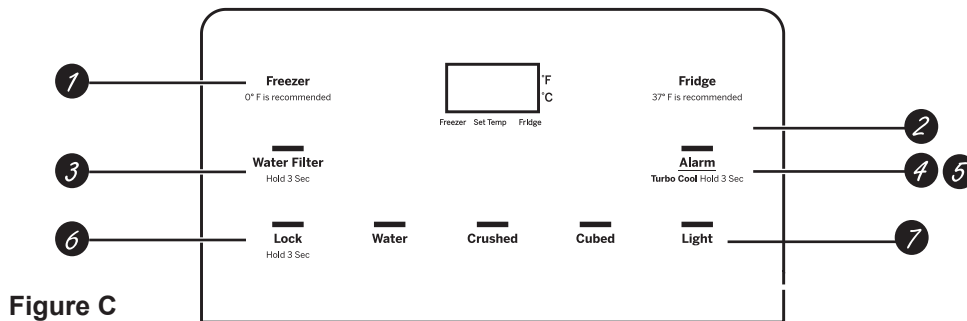 1 Freezer °F Fridge
0° F is recommended °C 37° F is recommended
Freezer Set Temp Fridge
2
3 Water Filter Alarm 4 5
Hold 3 Sec Turbo Cool Hold 3 Sec
6 Lock Water Crushed Cubed Light 7
Hold 3 Sec
Figure C